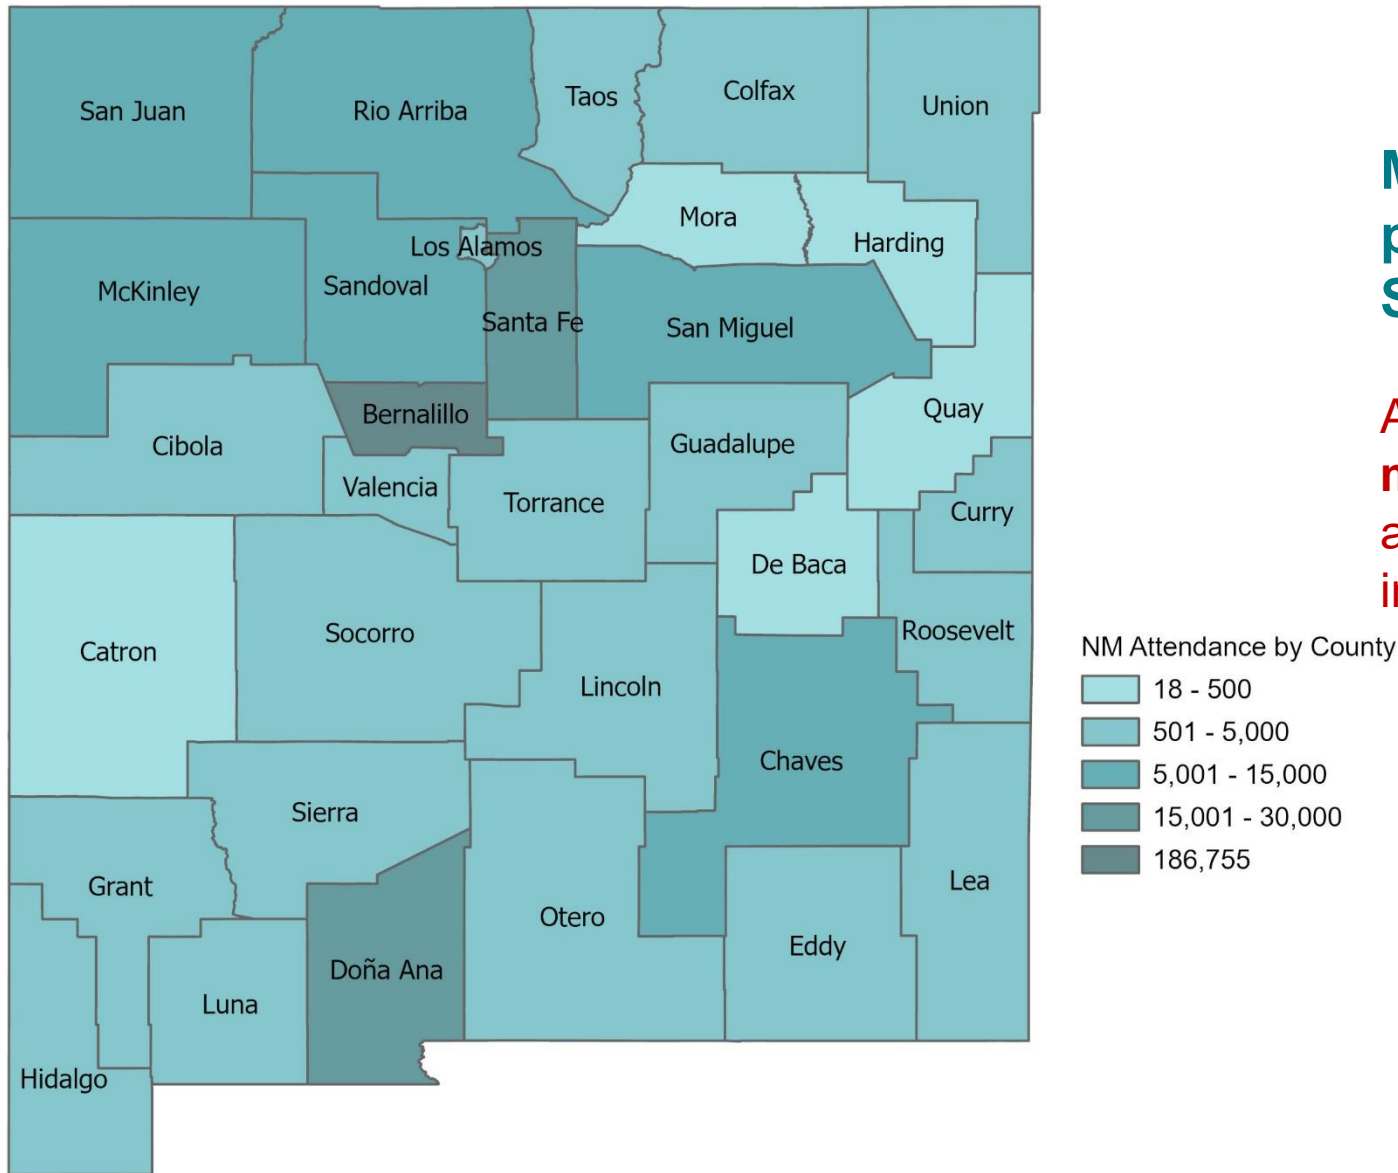 San Juan
Rio Arriba
Taos
Colfax
Union
Mora
Harding
Los Alamos
McKinley
Sandoval
Santa Fe
San Miguel
Bernalillo
Quay
Cibola
Guadalupe
Valencia
Torrance
Curry
De Baca
Catron
Socorro
Roosevelt
Lincoln
Chaves
Sierra
Grant
Lea
Otero
Eddy
Doña Ana
Luna
Hidalgo
NM Attendance by County
18 - 500
501 - 5,000
5,001 - 15,000
15,001 - 30,000
186,755